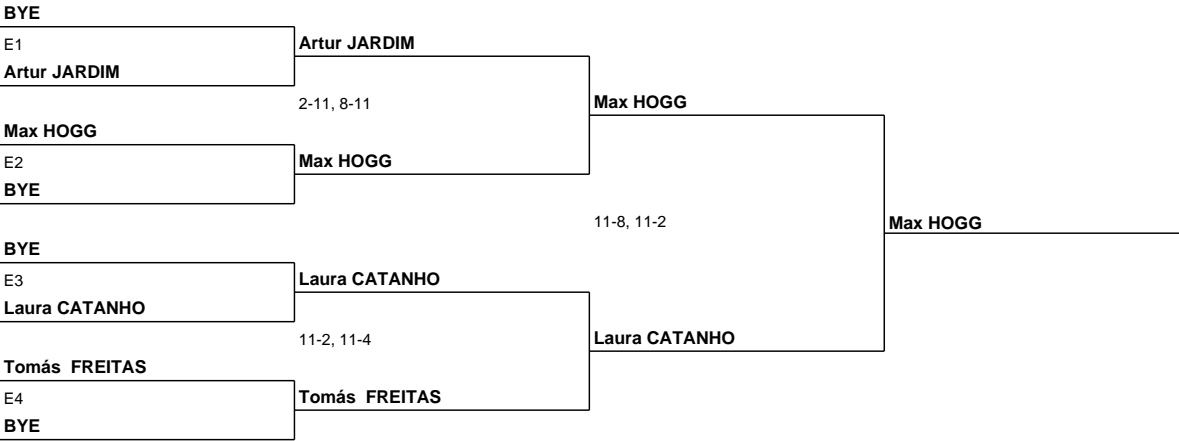 BYE
E1
Artur JARDIM
Artur JARDIM
2-11, 8-11
Max HOGG
Max HOGG
E2
Max HOGG
BYE
11-8, 11-2
Max HOGG
BYE
E3
Laura CATANHO
Laura CATANHO
11-2, 11-4
Laura CATANHO
Tomás  FREITAS
E4
Tomás  FREITAS
BYE